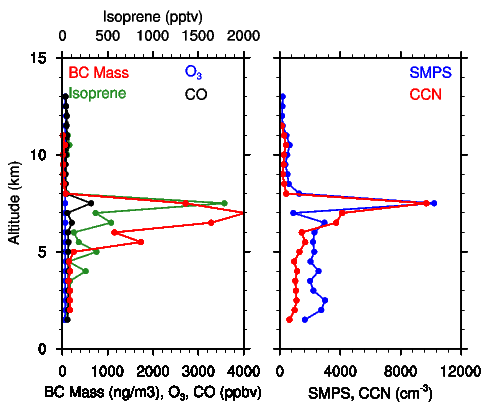 Isoprene (pptv)
0 500 1000 1500 2000
15 10 5 0
Altitude (km)
BC Mass O₃
Isoprene CO
SMPS
CCN
0 1000 2000 3000 4000
0 4000 8000 12000
BC Mass (ng/m3), O₃, CO (ppbv)
SMPS, CCN (cm⁻³)